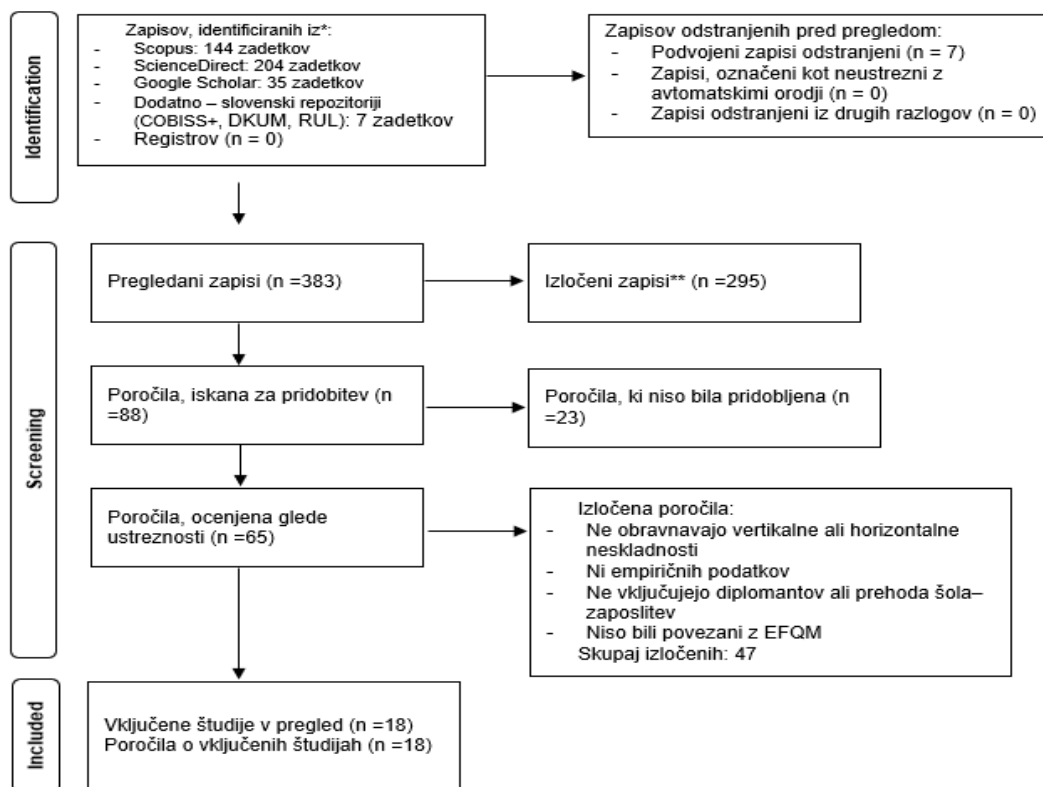 Identification
Zapisov, identificiranih iz*:
- Scopus: 144 zadetkov
- ScienceDirect: 204 zadetkov
- Google Scholar: 35 zadetkov
- Dodatno – slovenski repozitoriji
(COBISS+, DKUM, RUL): 7 zadetkov
- Registrov (n = 0)
Zapisov odstranjenih pred pregledom:
- Podvojeni zapisi odstranjeni (n = 7)
- Zapisi, označeni kot neustrezni z
avtomatskimi orodji (n = 0)
- Zapisi odstranjeni iz drugih razlogov (n = 0)
Screening
Pregledani zapisi (n =383)
Izločeni zapisi** (n =295)
Poročila, iskana za pridobitev (n
=88)
Poročila, ki niso bila pridobljena (n
=23)
Poročila, ocenjena glede
ustreznosti (n =65)
Izločena poročila:
- Ne obravnavajo vertikalne ali horizontalne
neskladnosti
- Ni empiričnih podatkov
- Ne vključujejo diplomantov ali prehoda šola–
zaposlitev
- Niso bili povezani z EFQM
Skupaj izločenih: 47
Included
Vključene študije v pregled (n =18)
Poročila o vključenih študijah (n =18)